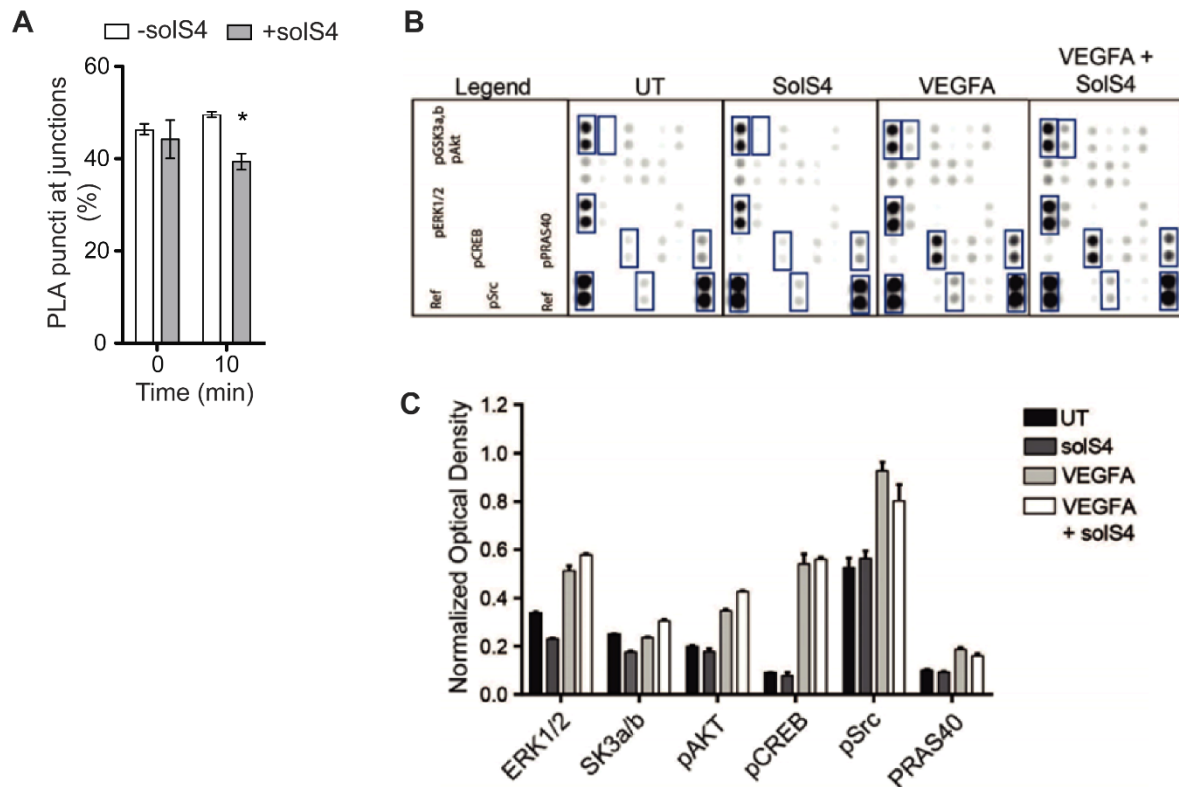 A
-solS4 +solS4
PLA puncti at junctions
(%)
60
40
20
0
*
0 10
Time (min)
B
Legend UT SolS4 VEGFA VEGFA +
SolS4
pGSK3a,b
pAkt
pERK1/2
pCREB
pPRAS40
Ref
pSrc
Ref
C
Normalized Optical Density
1.2
1.0
0.8
0.6
0.4
0.2
0.0
ERK1/2
SK3a/b
pAKT
pCREB
pSrc
PRAS40
UT
solS4
VEGFA
VEGFA
+ solS4